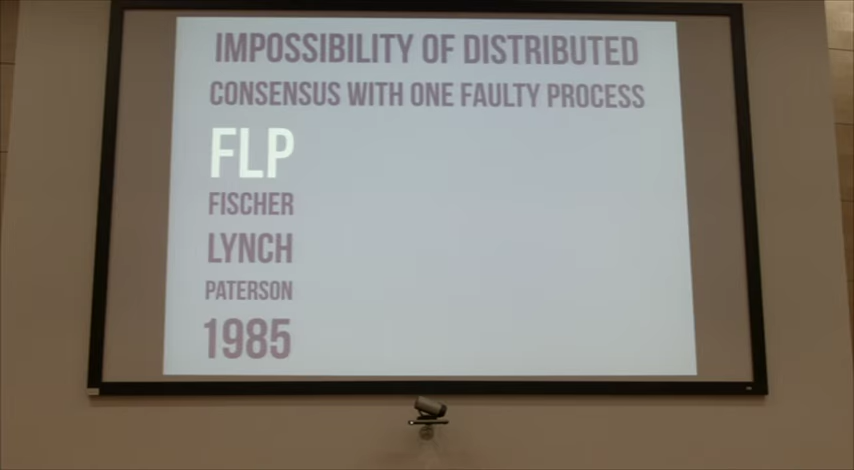 IMPOSSIBILITY OF DISTRIBUTED
CONSENSUS WITH ONE FAULTY PROCESS
FLP
FISCHER
LYNCH
PATERSON
1985